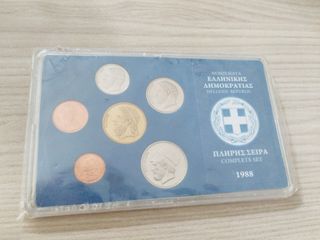 ΝΟΜΙΣΜΑΤΑ
ΕΛΛΗΝΙΚΗΣ
ΔΗΜΟΚΡΑΤΙΑΣ
HELLENIC REPUBLIC
ΠΛΗΡΗΣ ΣΕΙΡΑ
COMPLETE SET
1988